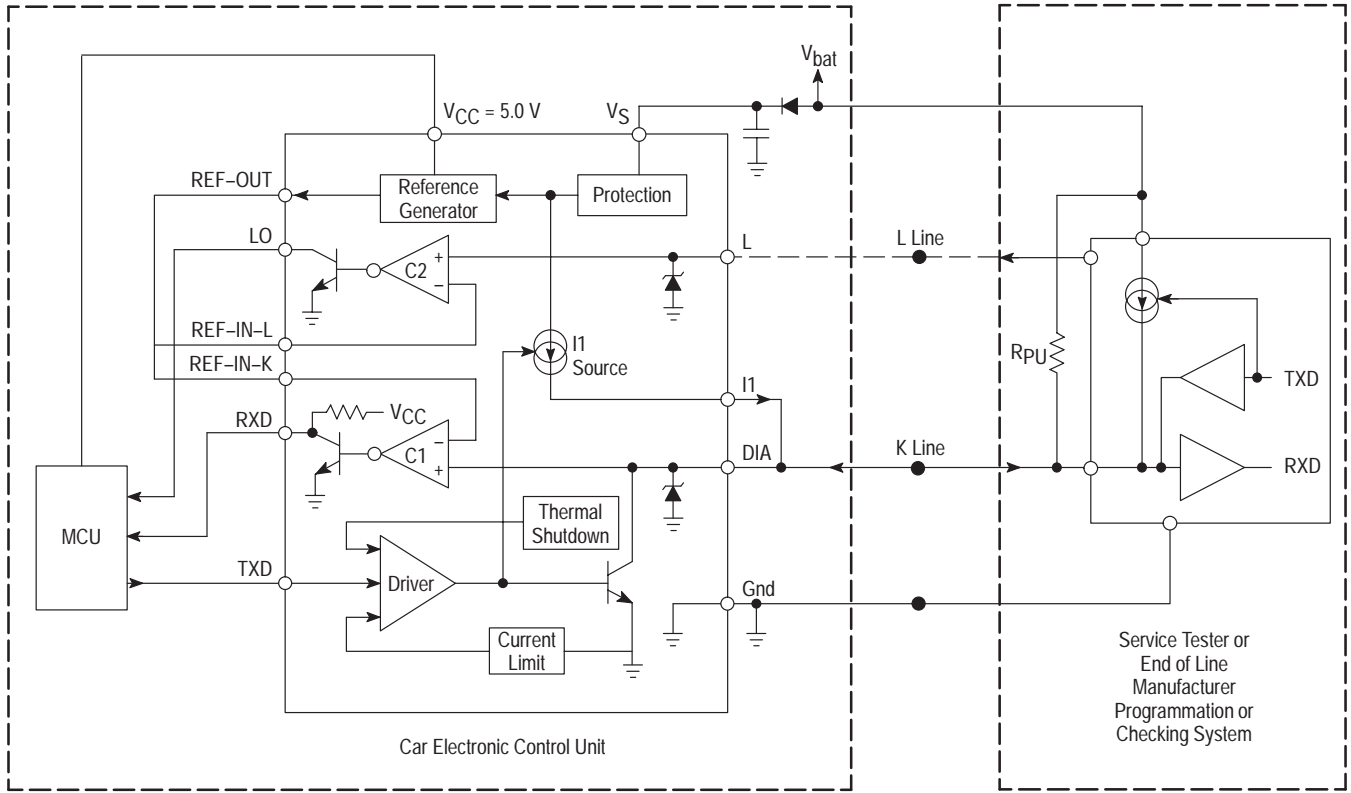 Vbat
VCC = 5.0 V
VS
REF–OUT
Reference
Generator
Protection
LO
L
L Line
C2
REF–IN–L
I1
Source
RPU
REF–IN–K
I1
TXD
RXD
VCC
C1
DIA
K Line
RXD
Thermal
Shutdown
MCU
TXD
Driver
Gnd
Current
Limit
Service Tester or
End of Line
Manufacturer
Programmation or
Checking System
Car Electronic Control Unit